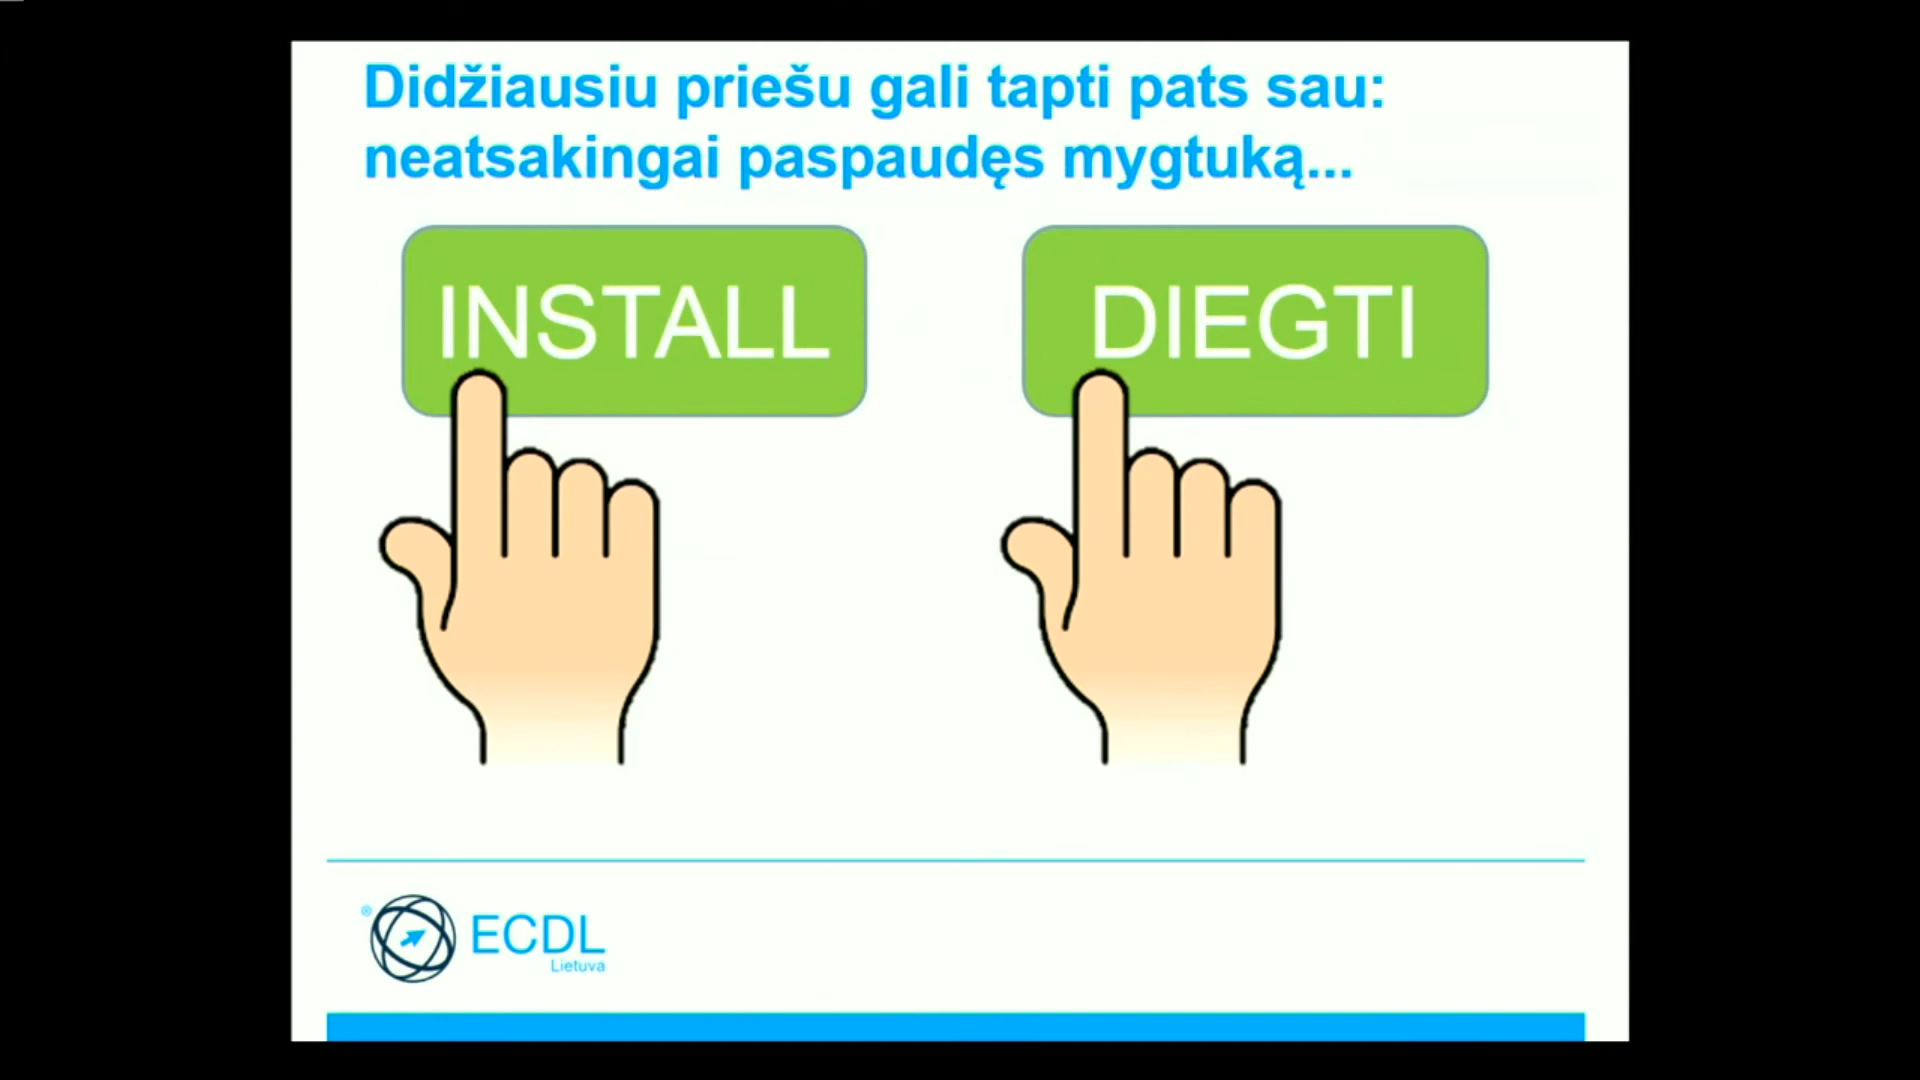 Didžiausiu priešu gali tapti pats sau:
neatsakingai paspaudęs mygtuką...
INSTALL
DIEGTI
® ECDL
Lietuva